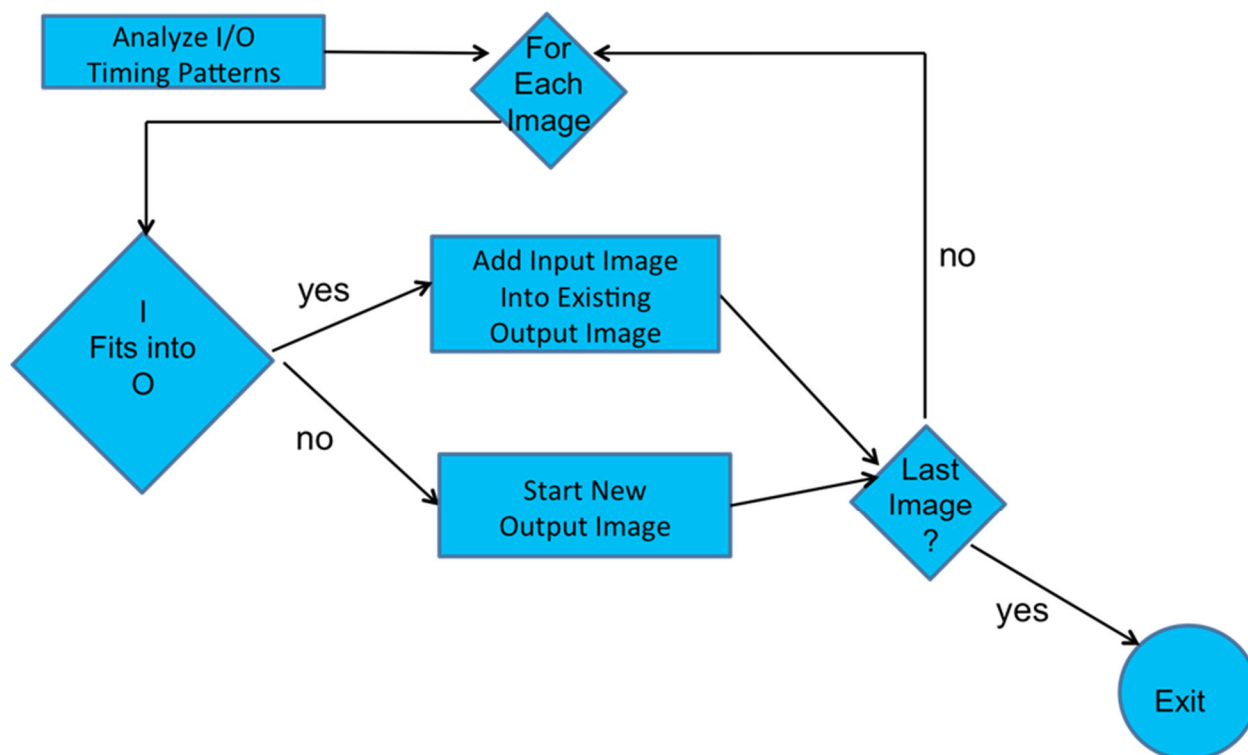 Analyze I/O
Timing Patterns
For
Each
Image
no
I
Fits into
O
yes
Add Input Image
Into Existing
Output Image
no
Start New
Output Image
Last
Image
?
yes
Exit